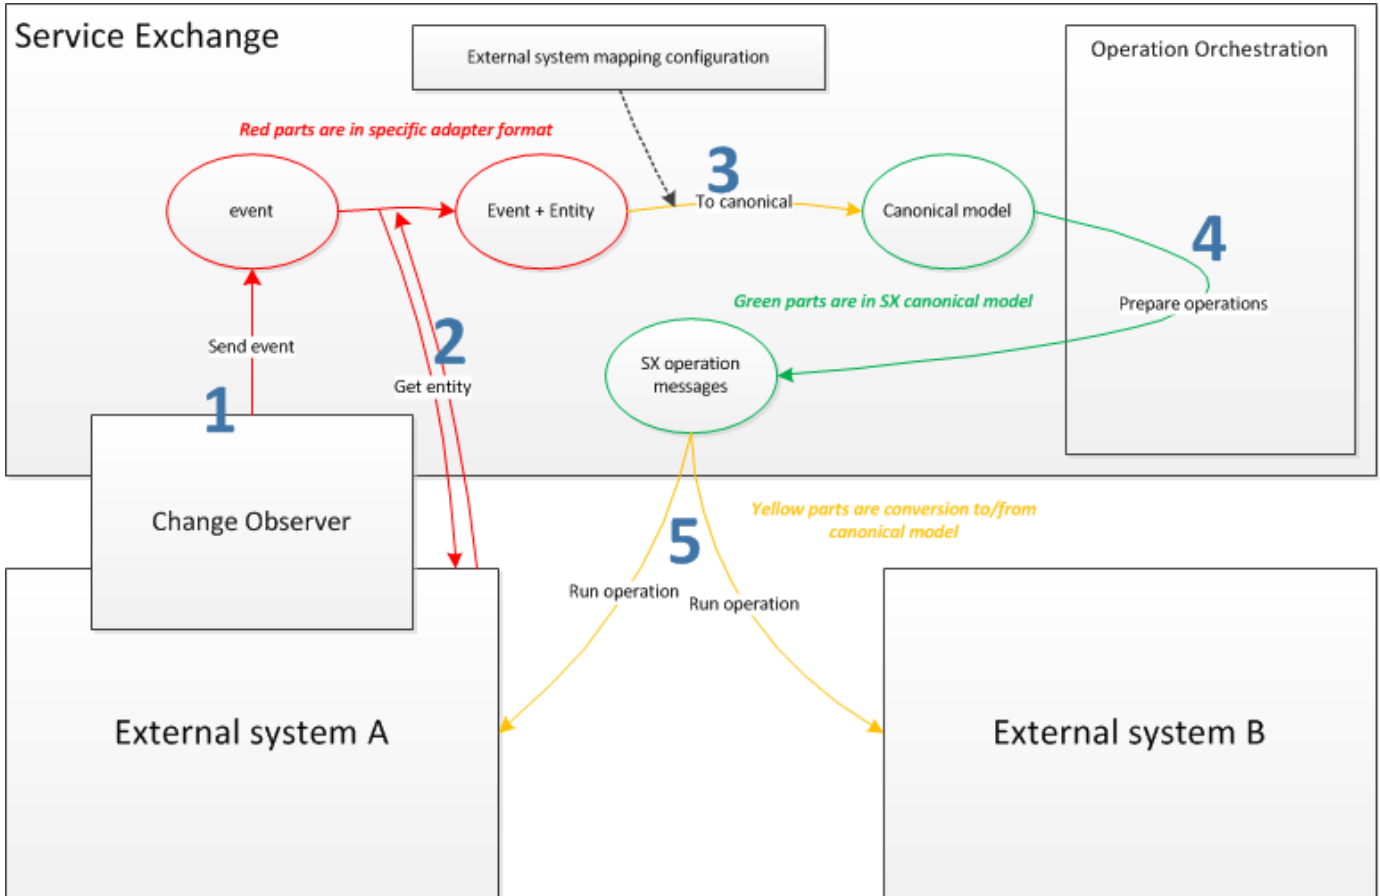 Service Exchange
External system mapping configuration
Operation Orchestration
Red parts are in specific adapter format
3
event
Event + Entity
To canonical
Canonical model
4
Green parts are in SX canonical model
Prepare operations
Send event
2
Get entity
SX operation
messages
1
Change Observer
Yellow parts are conversion to/from
canonical model
5
Run operation
Run operation
External system A
External system B